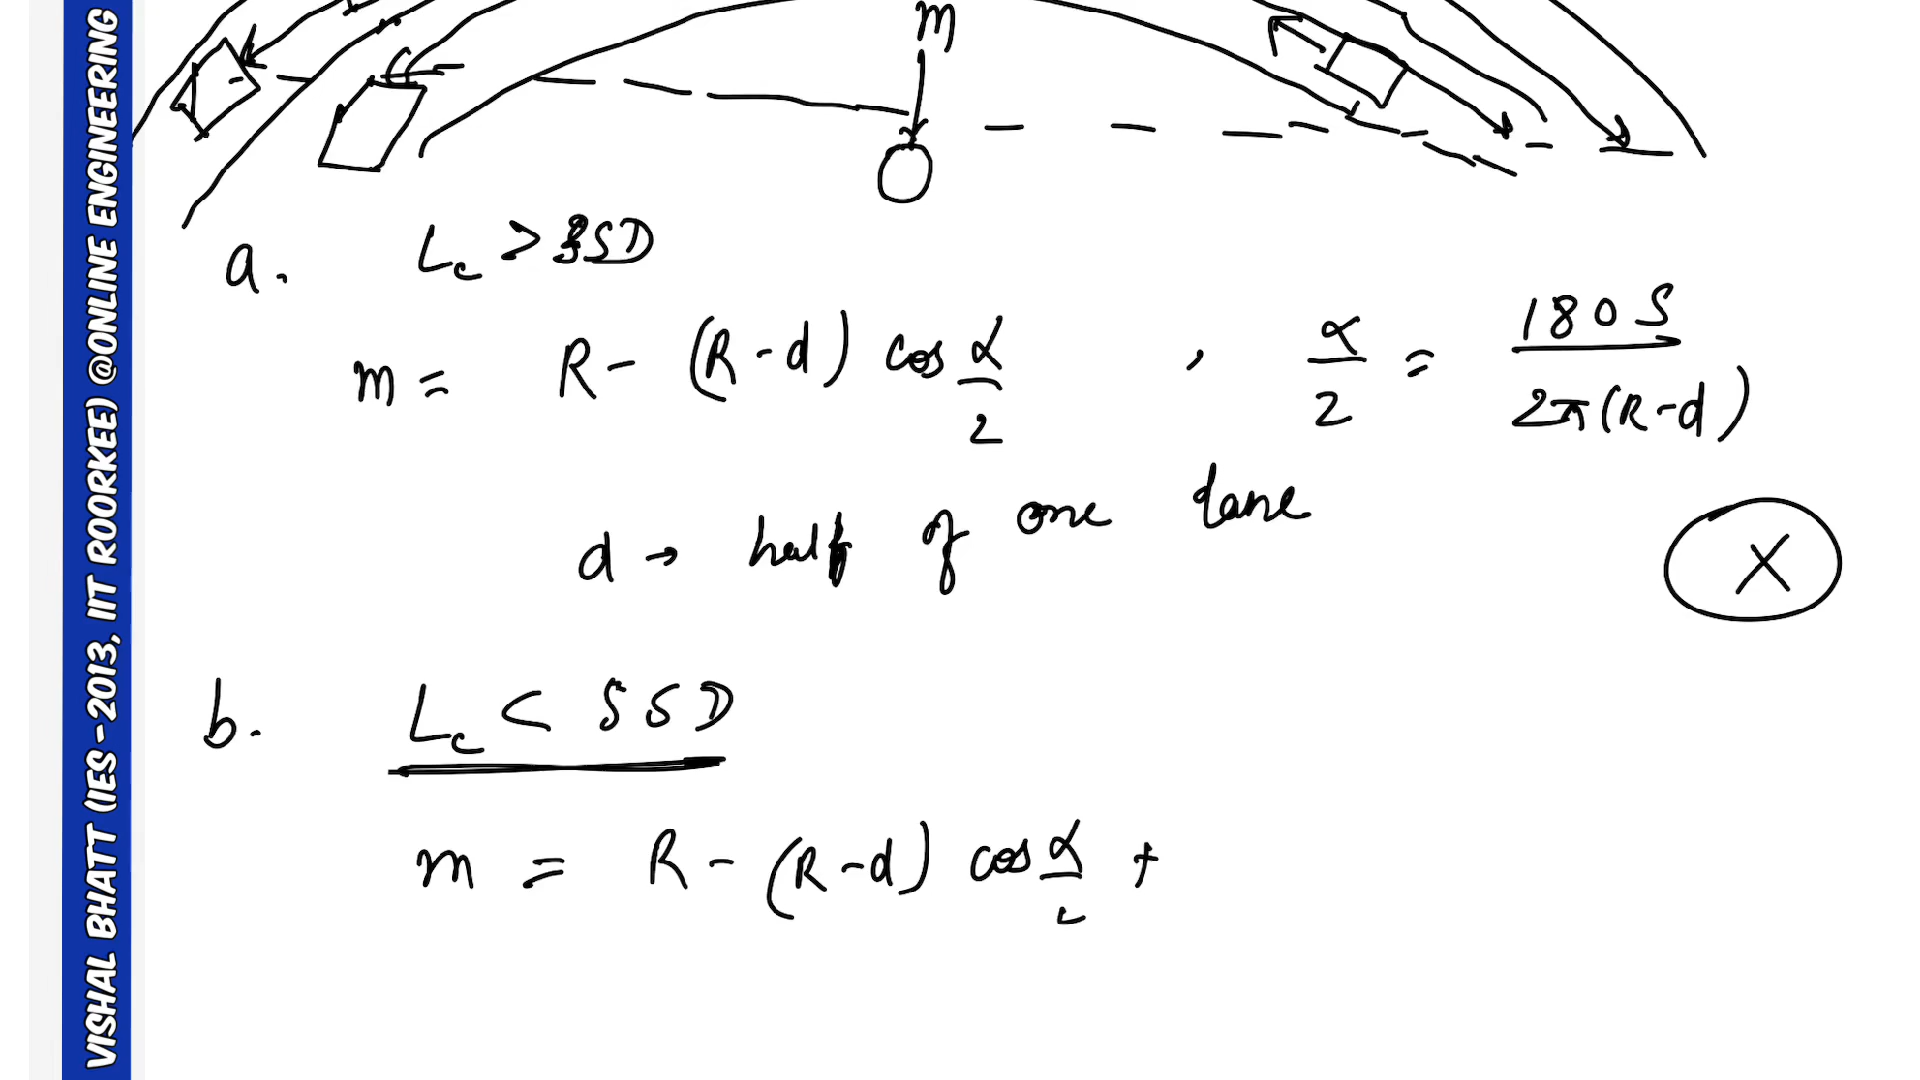 VISHAL BHATT (IES-2013, IIT ROORKEE) @ONLINE ENGINEERING
m
a. Lc > SSD
m = R - (R-d) cos α/2 , α/2 = 180S / 2π(R-d)
d → half of one lane
X
b. Lc < SSD
m = R - (R-d) cos α/2 +